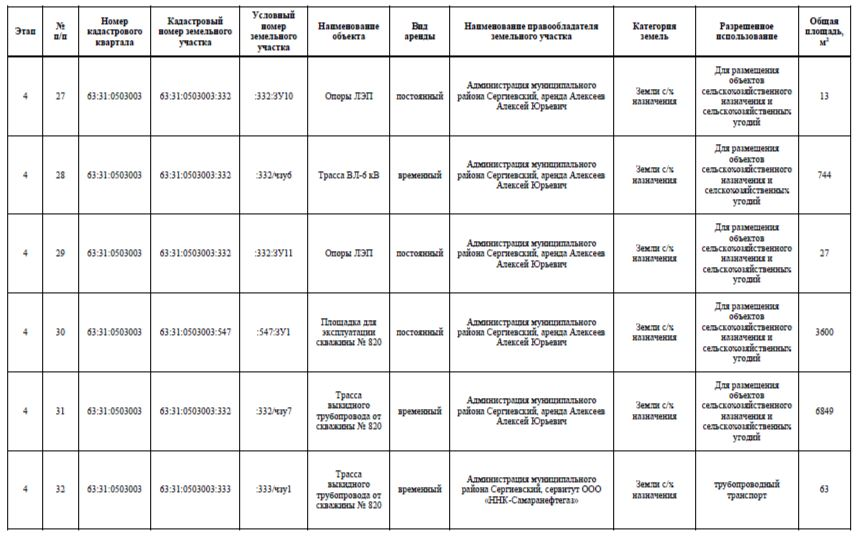 Этап
№
п/п
Номер
кадастрового
квартала
Кадастровый
номер земельного
участка
Условный
номер
земельного
участка
Наименование
объекта
Вид
аренды
Наименование правообладателя
земельного участка
Категория
земель
Разрешенное
использование
Общая
площадь,
м²
4
27
63:31:0503003
63:31:0503003:332
:332:ЗУ10
Опоры ЛЭП
постоянный
Администрация муниципального
района Сергиевский, аренда Алексеев
Алексей Юрьевич
Земли с/х
назначения
Для размещения
объектов
сельскохозяйственного
назначения и
сельскохозяйственных
угодий
13
4
28
63:31:0503003
63:31:0503003:332
:332/чзу6
Трасса ВЛ-6 кВ
временный
Администрация муниципального
района Сергиевский, аренда Алексеев
Алексей Юрьевич
Земли с/х
назначения
Для размещения
объектов
сельскохозяйственного
назначения и
селскохозяйственных
угодий
744
4
29
63:31:0503003
63:31:0503003:332
:332:ЗУ11
Опоры ЛЭП
постоянный
Администрация муниципального
района Сергиевский, аренда Алексеев
Алексей Юрьевич
Земли с/х
назначения
Для размещения
объектов
сельскохозяйственного
назначения и
сельскохозяйственных
угодий
27
4
30
63:31:0503003
63:31:0503003:547
:547:ЗУ1
Площадка для
эксплуатации
скважины № 820
постоянный
Администрация муниципального
района Сергиевский, аренда Алексеев
Алексей Юрьевич
Земли с/х
назначения
Для размещения
объектов
сельскохозяйственного
назначения и
сельскохозяйственных
угодий
3600
4
31
63:31:0503003
63:31:0503003:332
:332/чзу7
Трасса
выкидного
трубопровода от
скважины № 820
временный
Администрация муниципального
района Сергиевский, аренда Алексеев
Алексей Юрьевич
Земли с/х
назначения
Для размещения
объектов
сельскохозяйственного
назначения и
сельскохозяйственных
угодий
6849
4
32
63:31:0503003
63:31:0503003:333
:333/чзу1
Трасса
выкидного
трубопровода от
скважины № 820
временный
Администрация муниципального
района Сергиевский, сервитут ООО
«ННК-Самаранефтегаз»
Земли с/х
назначения
трубопроводный
транспорт
63